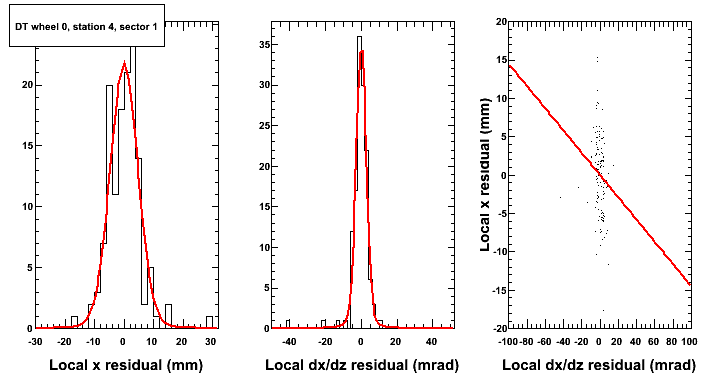 DT wheel 0, station 4, sector 1
20
15
10
5
0
-30 -20 -10 0 10 20 30
Local x residual (mm)
35
30
25
20
15
10
5
0
-40 -20 0 20 40
Local dx/dz residual (mrad)
Local x residual (mm)
20
15
10
5
0
-5
-10
-15
-20
-100 -80 -60 -40 -20 0 20 40 60 80 100
Local dx/dz residual (mrad)